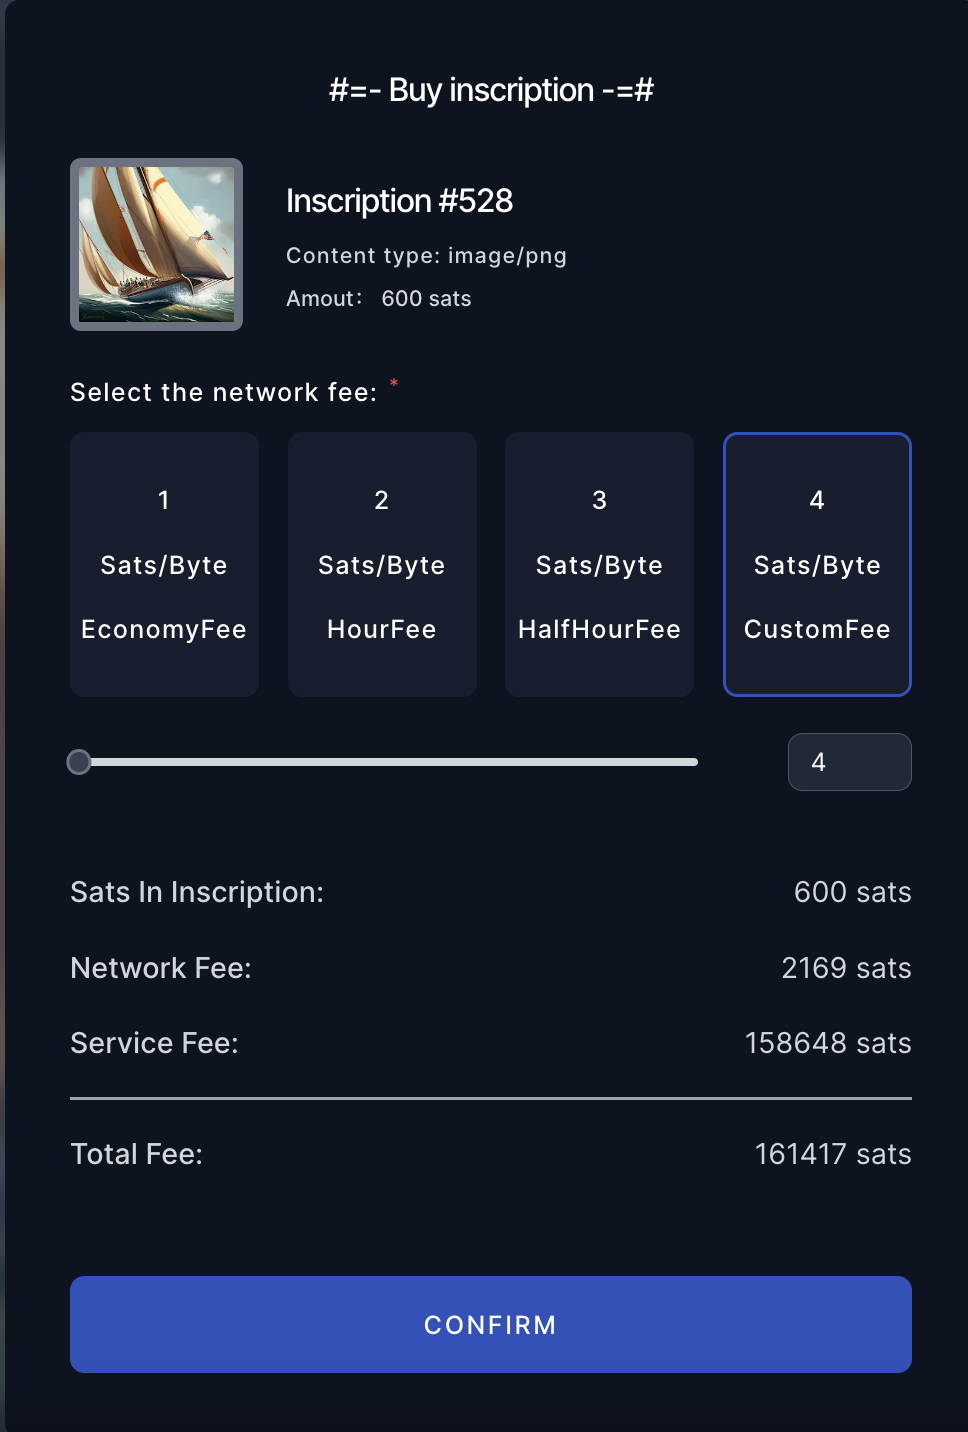 #=- Buy inscription -=#
Inscription #528
Content type: image/png
Amout: 600 sats
Select the network fee: *
1
Sats/Byte
EconomyFee
2
Sats/Byte
HourFee
3
Sats/Byte
HalfHourFee
4
Sats/Byte
CustomFee
4
Sats In Inscription: 600 sats
Network Fee: 2169 sats
Service Fee: 158648 sats
Total Fee: 161417 sats
CONFIRM